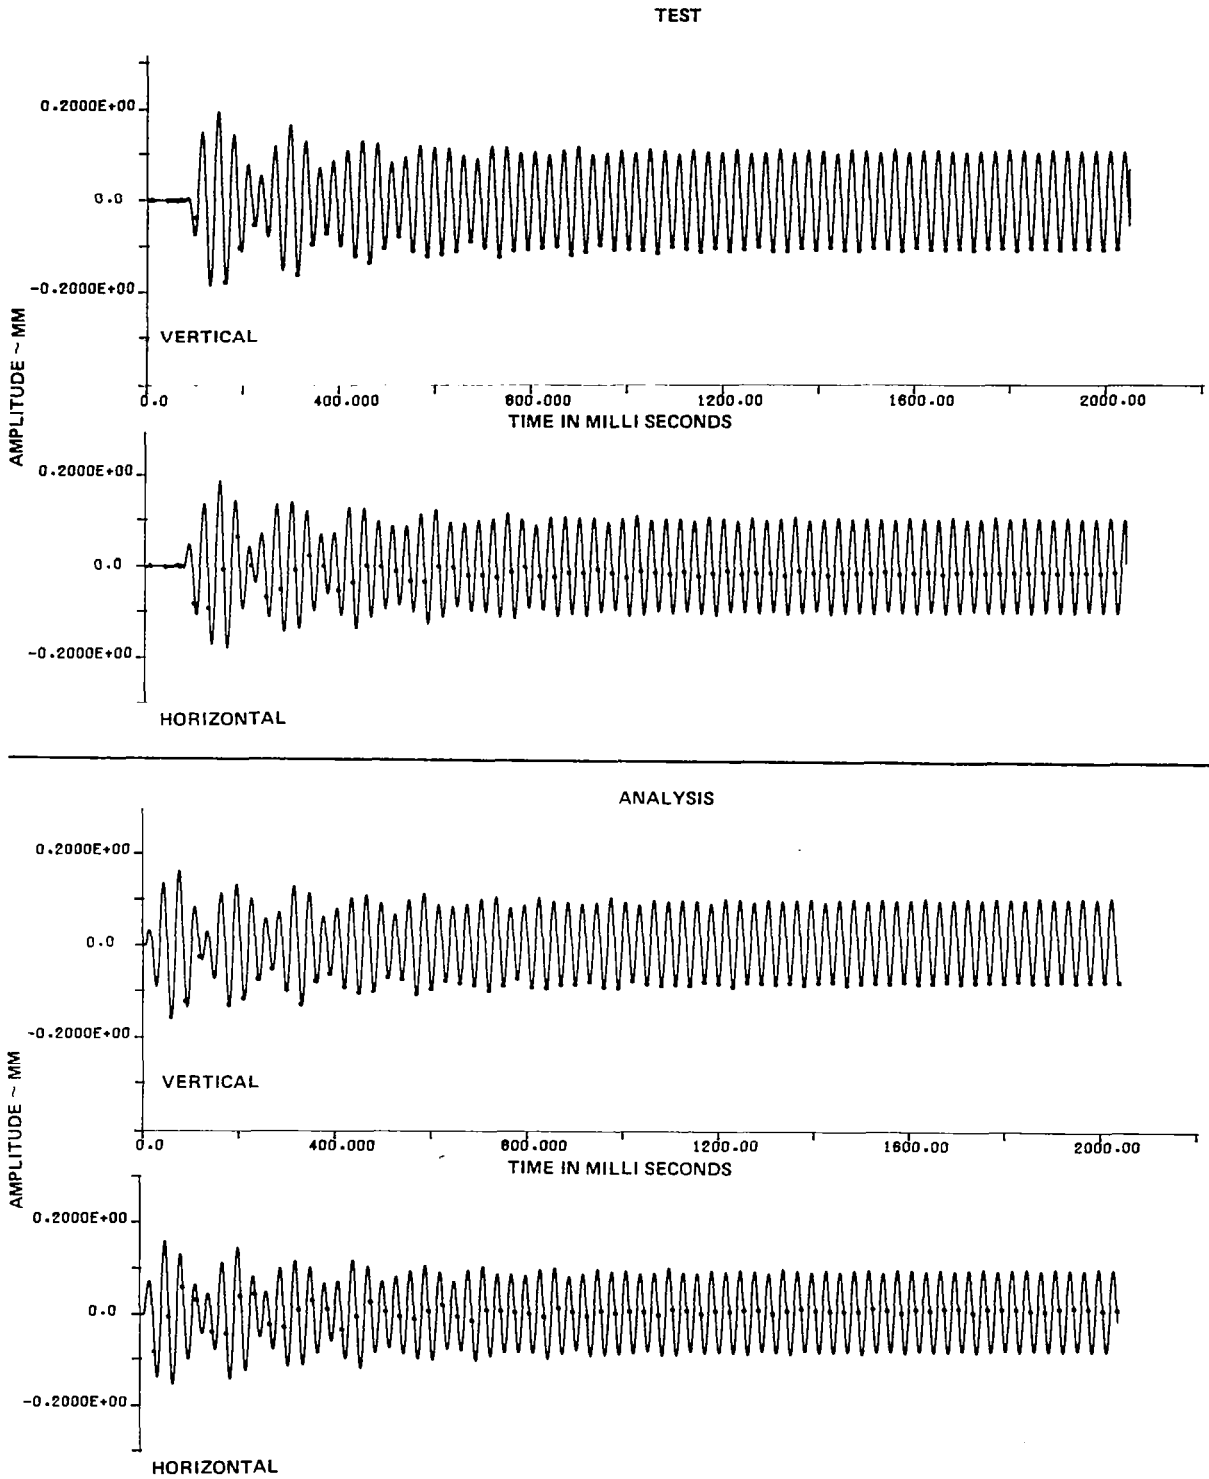 TEST
0.2000E+00
0.0
-0.2000E+00
VERTICAL
0.0 400.000 800.000 1200.00 1600.00 2000.00
TIME IN MILLI SECONDS
AMPLITUDE ~ MM
0.2000E+00
0.0
-0.2000E+00
HORIZONTAL
ANALYSIS
0.2000E+00
0.0
-0.2000E+00
VERTICAL
0.0 400.000 800.000 1200.00 1600.00 2000.00
TIME IN MILLI SECONDS
AMPLITUDE ~ MM
0.2000E+00
0.0
-0.2000E+00
HORIZONTAL